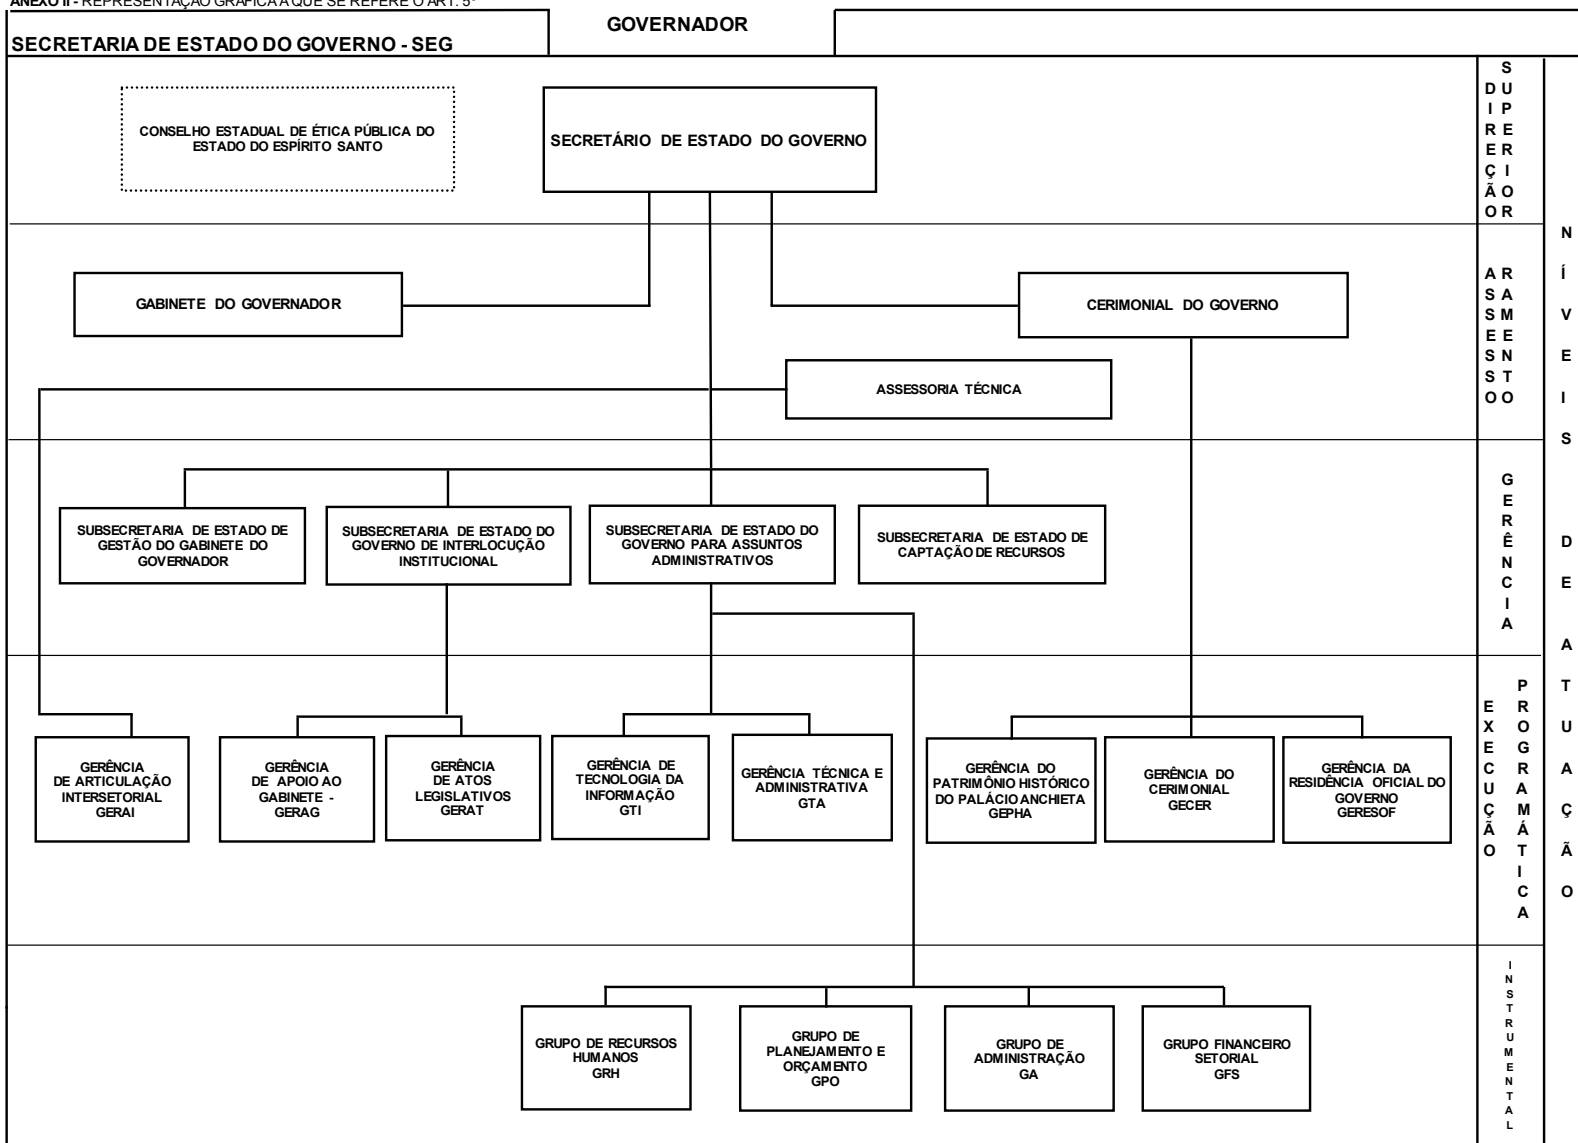 ANEXO II - REPRESENTAÇÃO GRÁFICA A QUE SE REFERE O ART. 5º
GOVERNADOR
SECRETARIA DE ESTADO DO GOVERNO - SEG
CONSELHO ESTADUAL DE ÉTICA PÚBLICA DO
ESTADO DO ESPÍRITO SANTO
SECRETÁRIO DE ESTADO DO GOVERNO
DIREÇÃO
SUPERIOR
GABINETE DO GOVERNADOR
CERIMONIAL DO GOVERNO
ASSESSORIA TÉCNICA
ASSESSO
RAMENTO
SUBSECRETARIA DE ESTADO DE
GESTÃO DO GABINETE DO
GOVERNADOR
SUBSECRETARIA DE ESTADO DO
GOVERNO DE INTERLOCUÇÃO
INSTITUCIONAL
SUBSECRETARIA DE ESTADO DO
GOVERNO PARA ASSUNTOS
ADMINISTRATIVOS
SUBSECRETARIA DE ESTADO DE
CAPTAÇÃO DE RECURSOS
GERÊNCIA
GERÊNCIA
DE ARTICULAÇÃO
INTERSETORIAL
GERAI
GERÊNCIA
DE APOIO AO
GABINETE -
GERAG
GERÊNCIA
DE ATOS
LEGISLATIVOS
GERAT
GERÊNCIA DE
TECNOLOGIA DA
INFORMAÇÃO
GTI
GERÊNCIA TÉCNICA E
ADMINISTRATIVA
GTA
GERÊNCIA DO
PATRIMÔNIO HISTÓRICO
DO PALÁCIO ANCHIETA
GEPHA
GERÊNCIA DO
CERIMONIAL
GECER
GERÊNCIA DA
RESIDÊNCIA OFICIAL DO
GOVERNO
GERESOF
EXECUÇÃO
PROGRAMÁTICA
GRUPO DE RECURSOS
HUMANOS
GRH
GRUPO DE
PLANEJAMENTO E
ORÇAMENTO
GPO
GRUPO DE
ADMINISTRAÇÃO
GA
GRUPO FINANCEIRO
SETORIAL
GFS
INSTRUMENTAL
NÍVEIS DE ATUAÇÃO